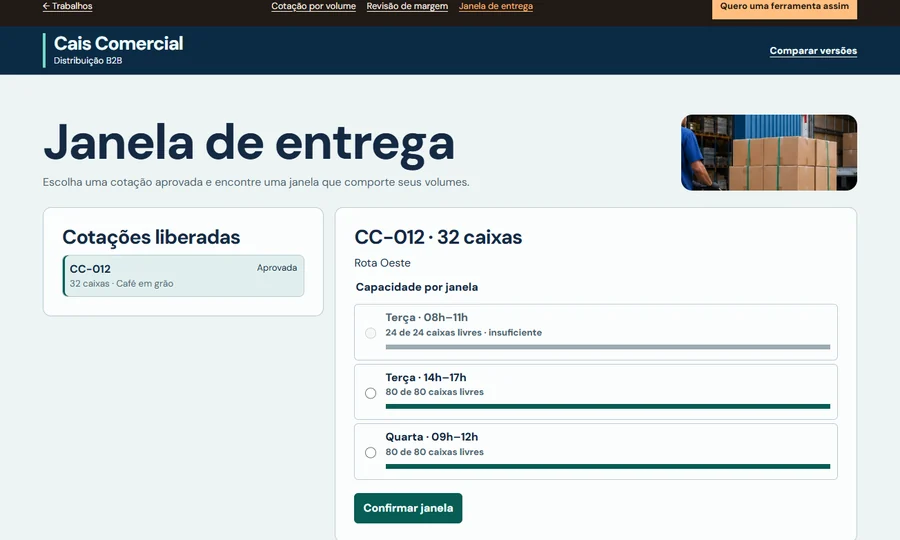 ← Trabalhos
Cotação por volume Revisão de margem Janela de entrega
Quero uma ferramenta assim
Cais Comercial
Distribuição B2B
Comparar versões
Janela de entrega
Escolha uma cotação aprovada e encontre uma janela que comporte seus volumes.
Cotações liberadas
CC-012 Aprovada
32 caixas · Café em grão
CC-012 · 32 caixas
Rota Oeste
Capacidade por janela
Terça · 08h–11h
24 de 24 caixas livres · insuficiente
Terça · 14h–17h
80 de 80 caixas livres
Quarta · 09h–12h
80 de 80 caixas livres
Confirmar janela